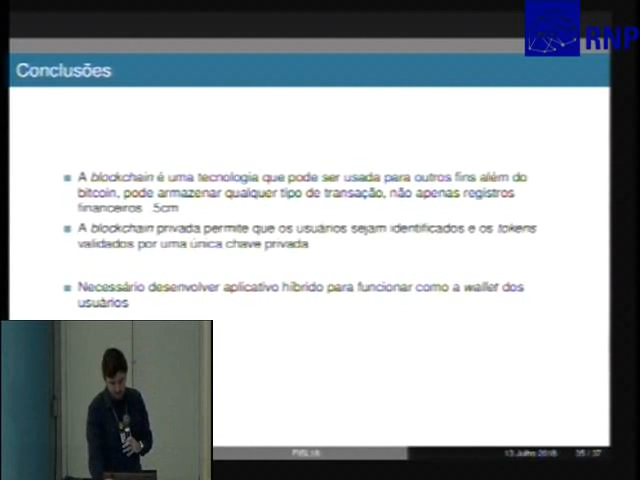 RNP
Conclusões
A blockchain é uma tecnologia que pode ser usada para outros fins além do
bitcoin, pode armazenar qualquer tipo de transação, não apenas registros
financeiros .5cm
A blockchain privada permite que os usuários sejam identificados e os tokens
validados por uma única chave privada
Necessário desenvolver aplicativo híbrido para funcionar como a wallet dos
usuários
13 Julho 2018 35 / 37